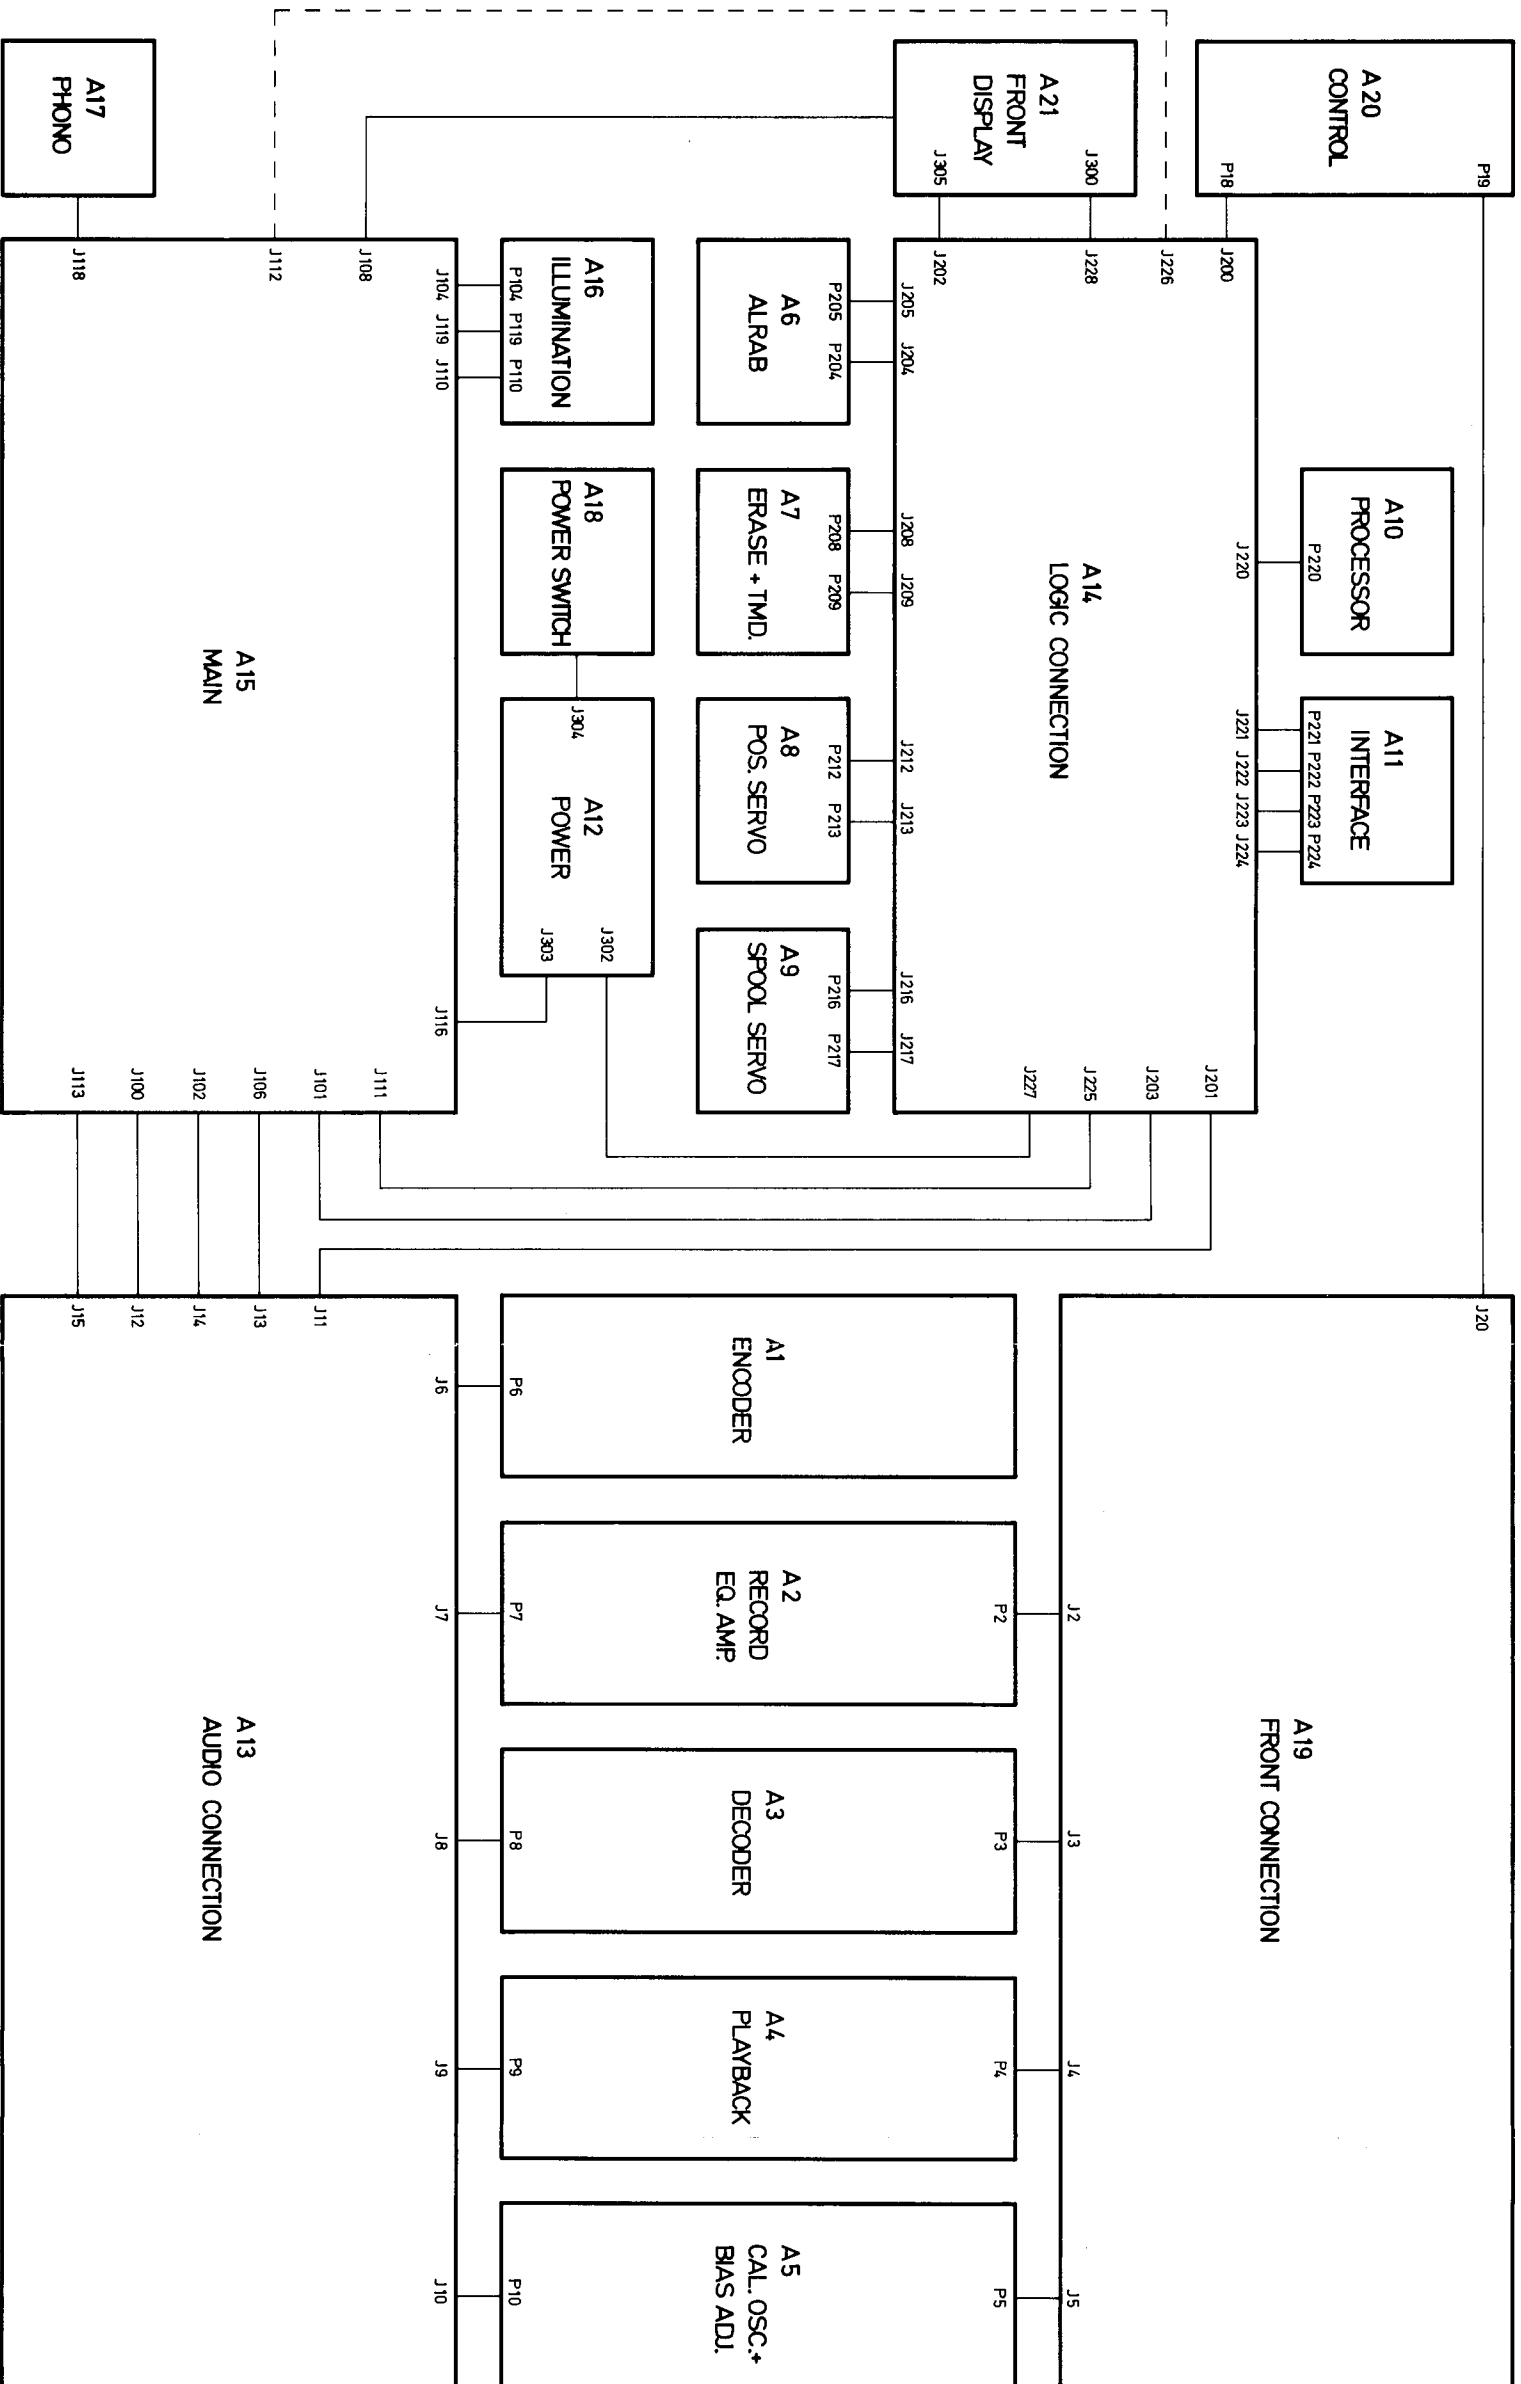 A20
CONTROL
P19
P18
A21
FRONT
DISPLAY
J300
J305
A17
PHONO
J200
J226
J228
J202
A14
LOGIC CONNECTION
J205
J204
J208
J209
J212
J213
J216
J217
J220
J221
J222
J223
J224
J201
J203
J225
J227
A10
PROCESSOR
P220
A11
INTERFACE
P221
P222
P223
P224
A6
ALRAB
P205
P204
A7
ERASE + TMD.
P208
P209
A8
POS. SERVO
P212
P213
A9
SPOOL SERVO
P216
P217
A16
ILLUMINATION
P104
P119
P110
A18
POWER SWITCH
A12
POWER
J304
J302
J303
A15
MAIN
J108
J112
J118
J104
J119
J110
J116
J111
J101
J106
J102
J100
J113
J20
A19
FRONT CONNECTION
J2
J3
J4
J5
A1
ENCODER
P6
A2
RECORD
EQ. AMP.
P2
P7
A3
DECODER
P3
P8
A4
PLAYBACK
P4
P9
A5
CAL. OSC.+
BIAS ADJ.
P5
P10
J11
J13
J14
J12
J15
A13
AUDIO CONNECTION
J6
J7
J8
J9
J10